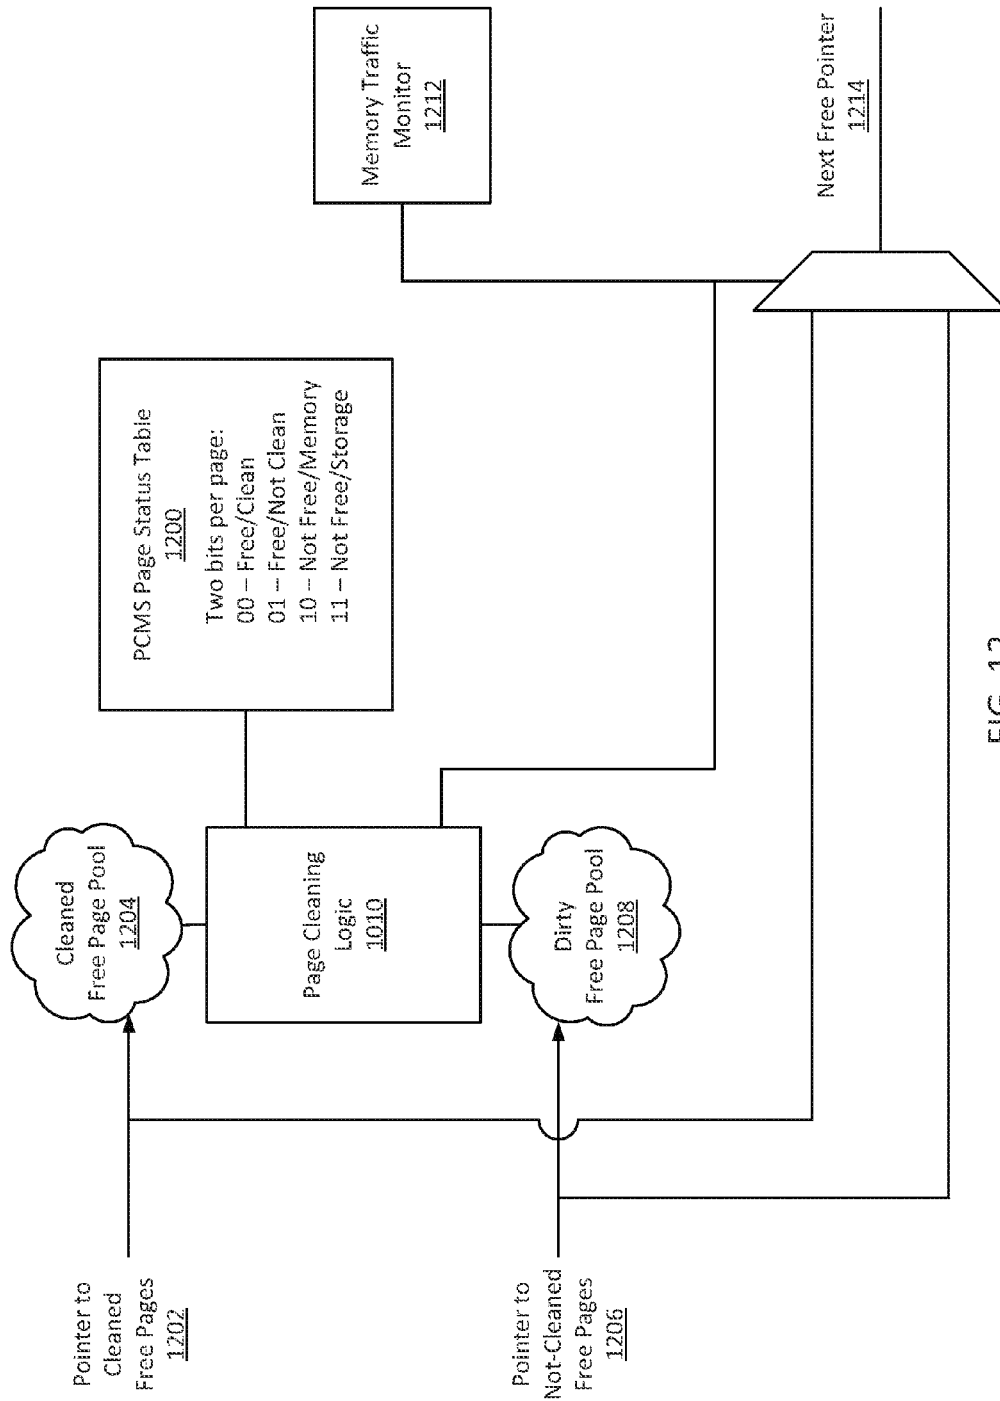 Pointer to
Cleaned
Free Pages
1202
Cleaned
Free Page Pool
1204
PCMS Page Status Table
1200
Two bits per page:
00 – Free/Clean
01 – Free/Not Clean
10 – Not Free/Memory
11 – Not Free/Storage
Page Cleaning
Logic
1010
Memory Traffic
Monitor
1212
Pointer to
Not-Cleaned
Free Pages
1206
Dirty
Free Page Pool
1208
Next Free Pointer
1214
FIG. 12